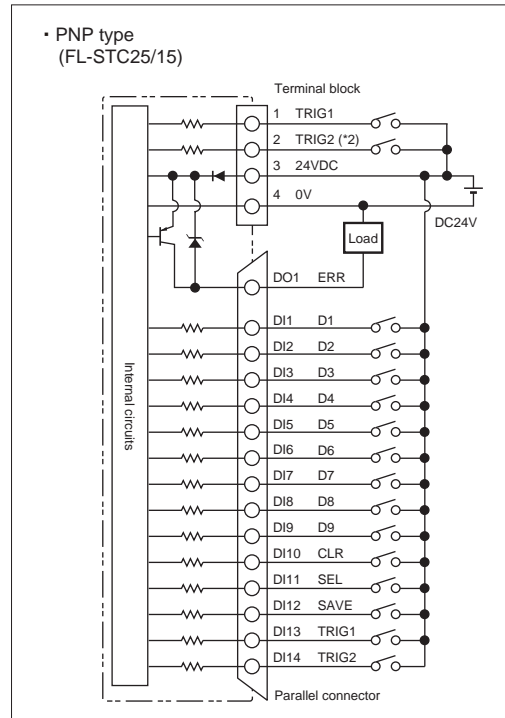 ・PNP type
(FL-STC25/15)
Terminal block
1 TRIG1
2 TRIG2 (*2)
3 24VDC
4 0V
DC24V
Load
DO1 ERR
DI1 D1
DI2 D2
DI3 D3
DI4 D4
DI5 D5
DI6 D6
DI7 D7
DI8 D8
DI9 D9
DI10 CLR
DI11 SEL
DI12 SAVE
DI13 TRIG1
DI14 TRIG2
Internal circuits
Parallel connector